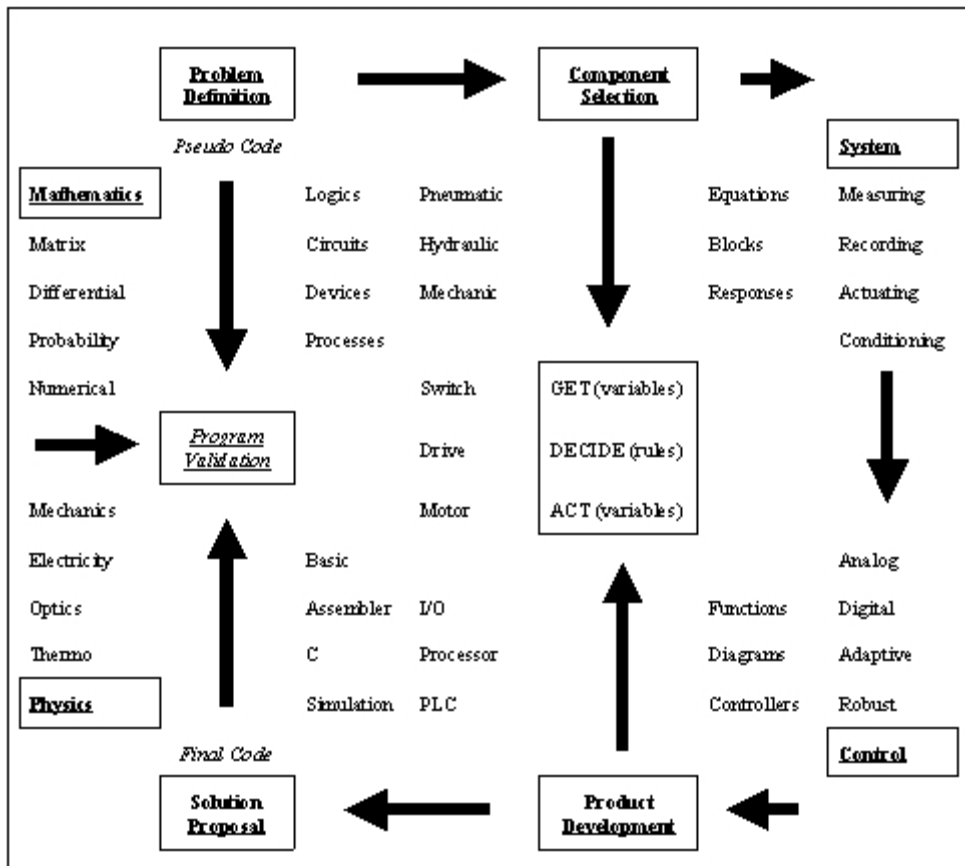 Problem
Definition
Component
Selection
Pseudo Code
System
Mathematics
Logics Pneumatic Equations Measuring
Matrix Circuits Hydraulic Blocks Recording
Differential Devices Mechanic Responses Actuating
Probability Processes Conditioning
Numerical Switch GET (variables)
Program
Validation
Drive DECIDE (rules)
Mechanics Motor ACT (variables)
Electricity Basic Analog
Optics Assembler I/O Functions Digital
Thermo C Processor Diagrams Adaptive
Physics Simulation PLC Controllers Robust
Final Code Control
Solution
Proposal
Product
Development